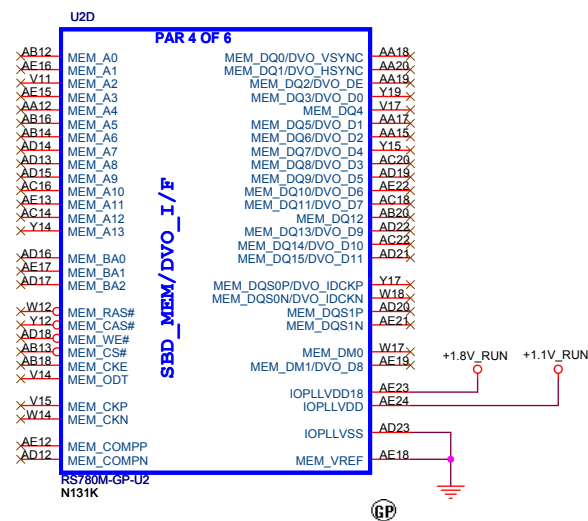 U2D
PAR 4 OF 6
AB12 MEM_A0
AE16 MEM_A1
V11 MEM_A2
AE15 MEM_A3
AA12 MEM_A4
AB16 MEM_A5
AB14 MEM_A6
AD14 MEM_A7
AD13 MEM_A8
AD15 MEM_A9
AC16 MEM_A10
AE13 MEM_A11
AC14 MEM_A12
Y14 MEM_A13
AD16 MEM_BA0
AE17 MEM_BA1
AD17 MEM_BA2
W12 MEM_RAS#
Y12 MEM_CAS#
AD18 MEM_WE#
AB13 MEM_CS#
AB18 MEM_CKE
V14 MEM_ODT
V15 MEM_CKP
W14 MEM_CKN
AE12 MEM_COMPP
AD12 MEM_COMPN
SBD_MEM/DVO_I/F
MEM_DQ0/DVO_VSYNC AA18
MEM_DQ1/DVO_HSYNC AA20
MEM_DQ2/DVO_DE AA19
MEM_DQ3/DVO_D0 Y19
MEM_DQ4 V17
MEM_DQ5/DVO_D1 AA17
MEM_DQ6/DVO_D2 AA15
MEM_DQ7/DVO_D4 Y15
MEM_DQ8/DVO_D3 AC20
MEM_DQ9/DVO_D5 AD19
MEM_DQ10/DVO_D6 AE22
MEM_DQ11/DVO_D7 AC18
MEM_DQ12 AB20
MEM_DQ13/DVO_D9 AD22
MEM_DQ14/DVO_D10 AC22
MEM_DQ15/DVO_D11 AD21
MEM_DQS0P/DVO_IDCKP Y17
MEM_DQS0N/DVO_IDCKN W18
MEM_DQS1P AD20
MEM_DQS1N AE21
MEM_DM0 W17
MEM_DM1/DVO_D8 AE19
+1.8V_RUN +1.1V_RUN
IOPLLVDD18 AE23
IOPLLVDD AE24
IOPLLVSS AD23
MEM_VREF AE18
RS780M-GP-U2
N131K
GP